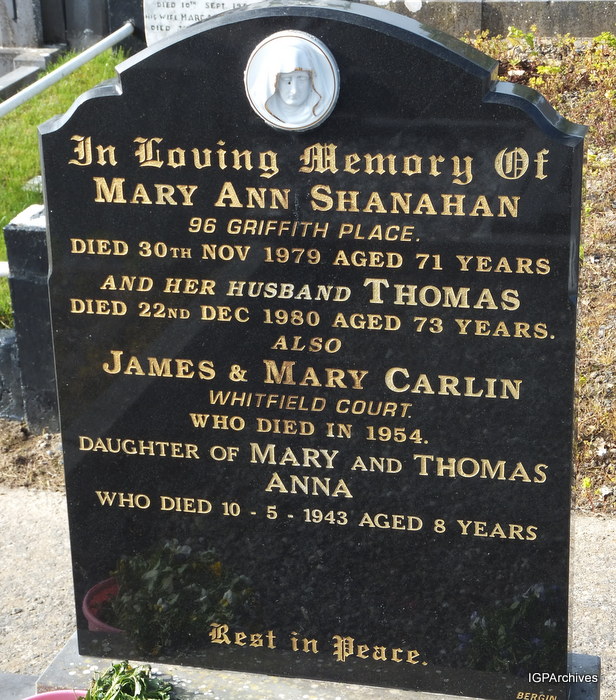 DIED 10TH SEPT.
In Loving Memory Of
MARY ANN SHANAHAN
96 GRIFFITH PLACE.
DIED 30TH NOV 1979 AGED 71 YEARS
AND HER HUSBAND THOMAS
DIED 22ND DEC 1980 AGED 73 YEARS.
ALSO
JAMES & MARY CARLIN
WHITFIELD COURT.
WHO DIED IN 1954.
DAUGHTER OF MARY AND THOMAS
ANNA
WHO DIED 10 - 5 - 1943 AGED 8 YEARS
Rest in Peace.
IGPArchives
BERGIN